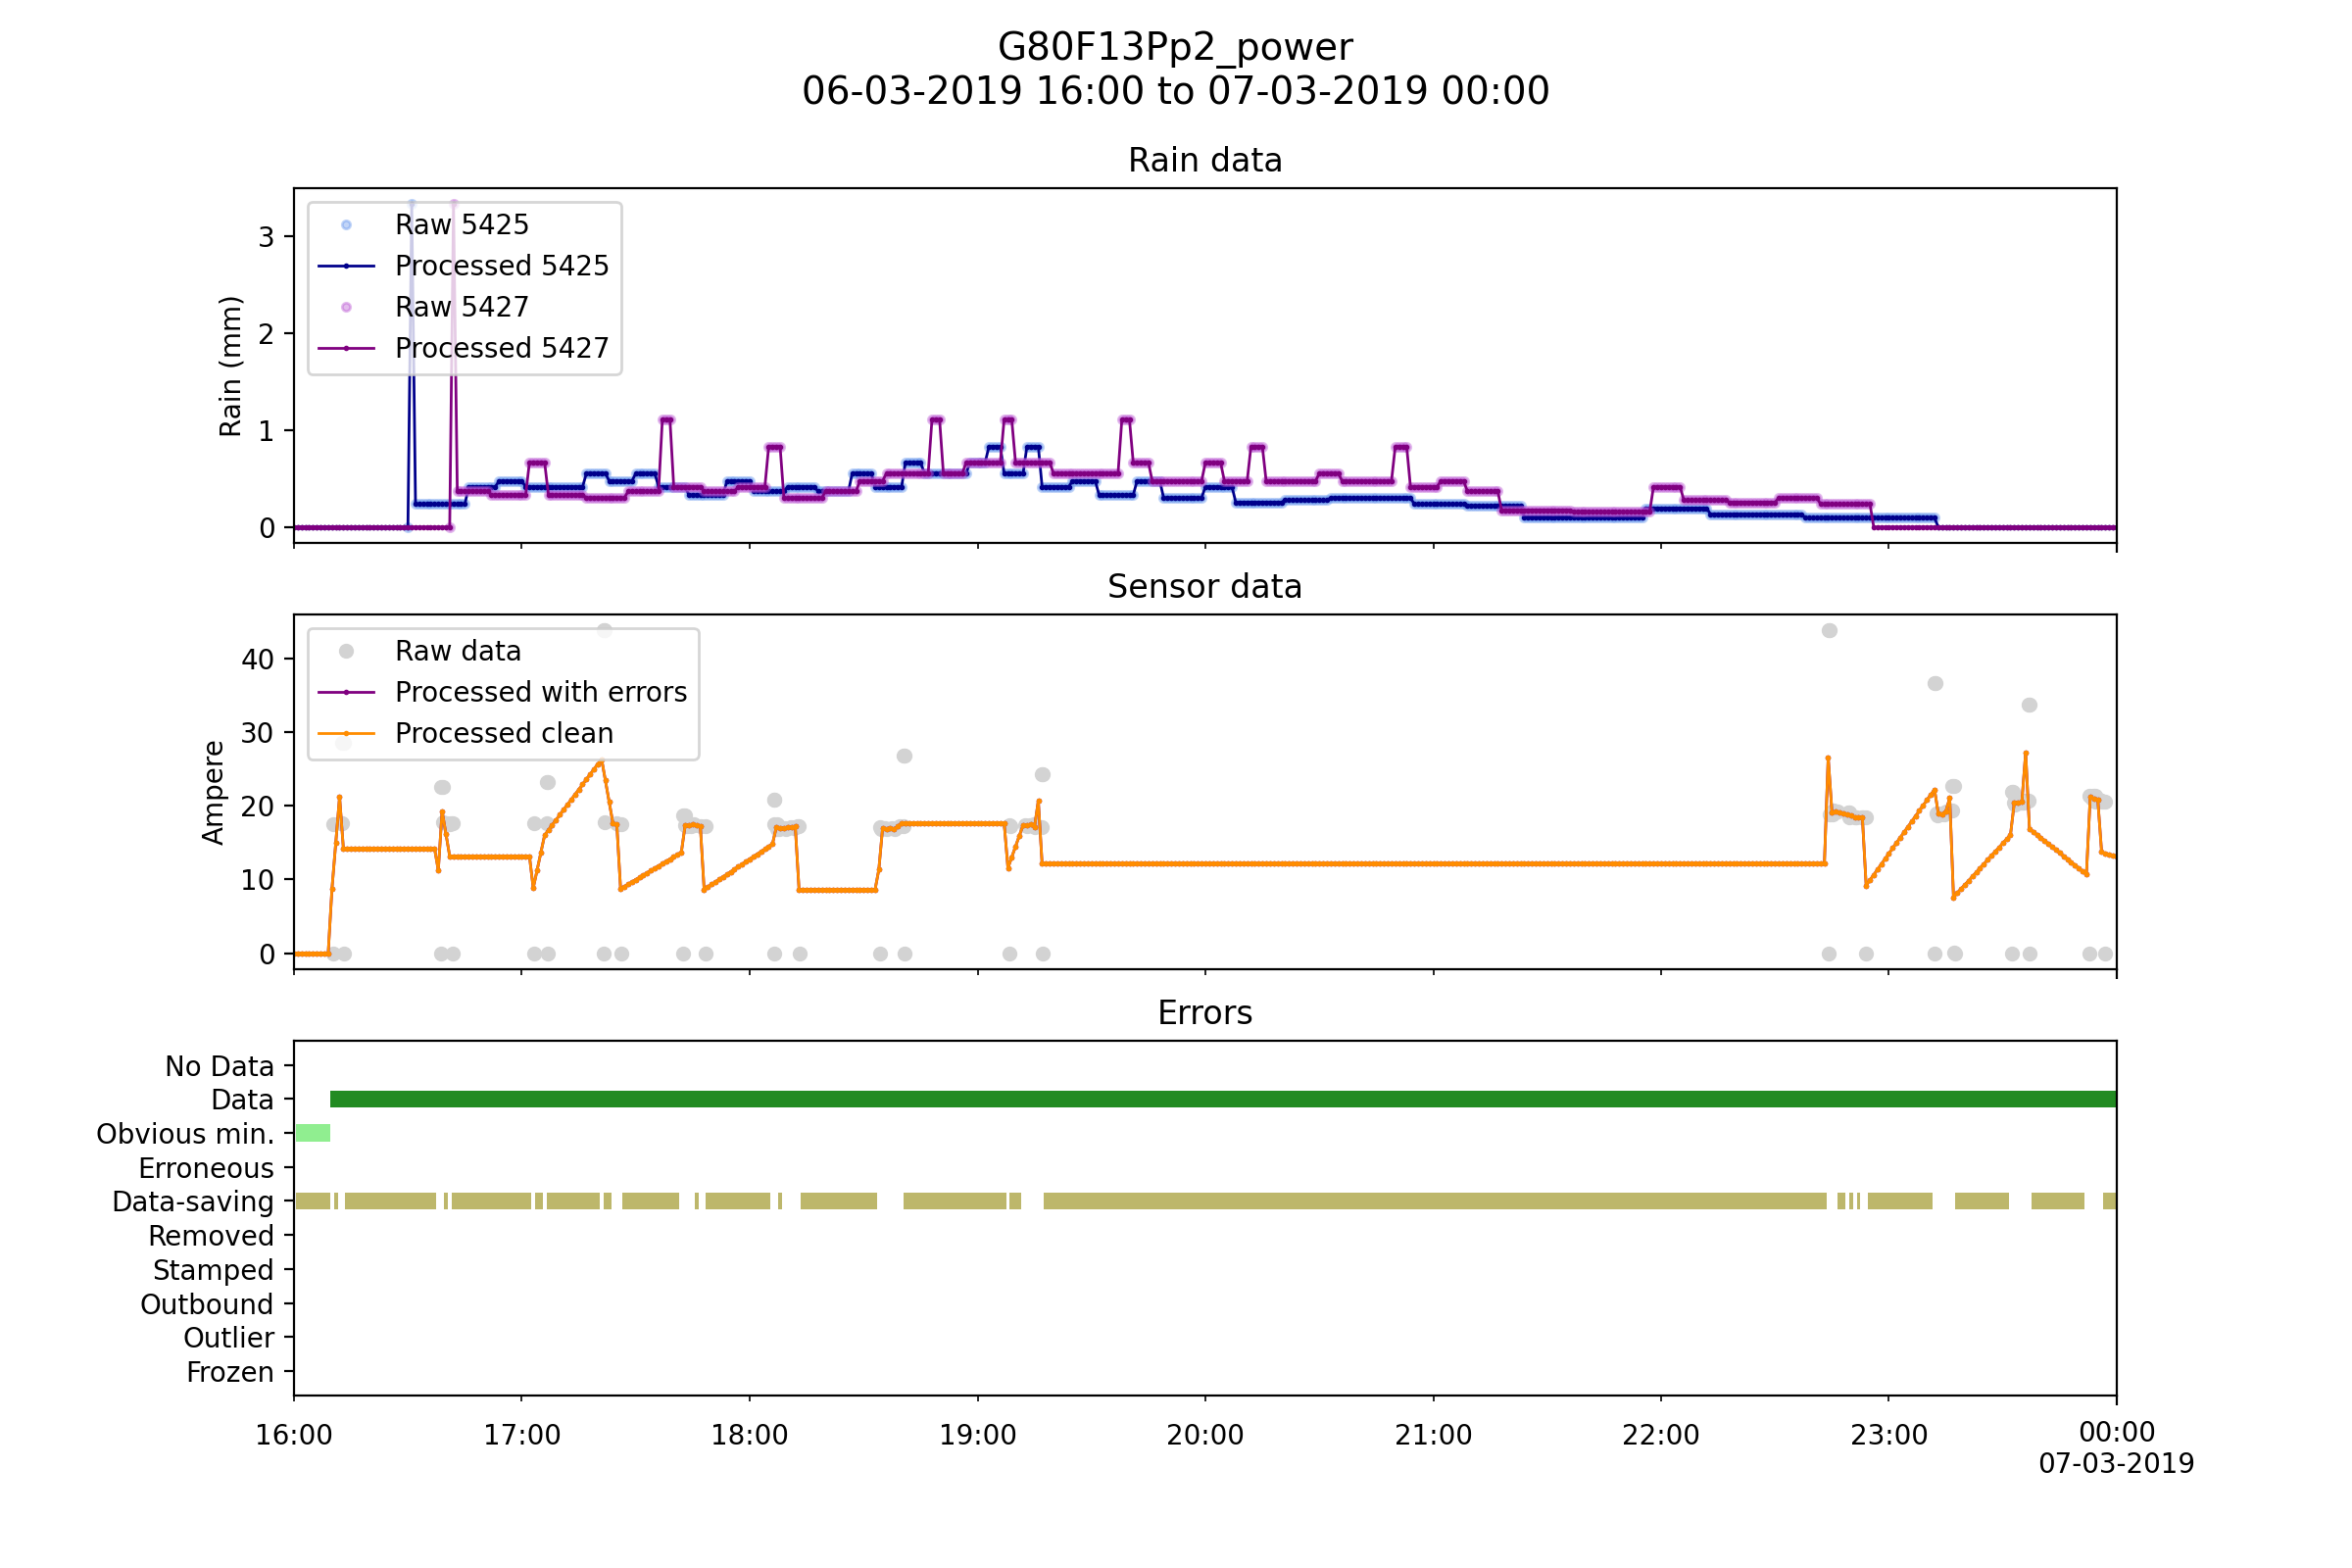 G80F13Pp2_power
06-03-2019 16:00 to 07-03-2019 00:00
Rain data
Rain (mm)
3
2
1
0
Raw 5425
Processed 5425
Raw 5427
Processed 5427
Sensor data
Ampere
40
30
20
10
0
Raw data
Processed with errors
Processed clean
Errors
No Data
Data
Obvious min.
Erroneous
Data-saving
Removed
Stamped
Outbound
Outlier
Frozen
16:00 17:00 18:00 19:00 20:00 21:00 22:00 23:00 00:00
07-03-2019